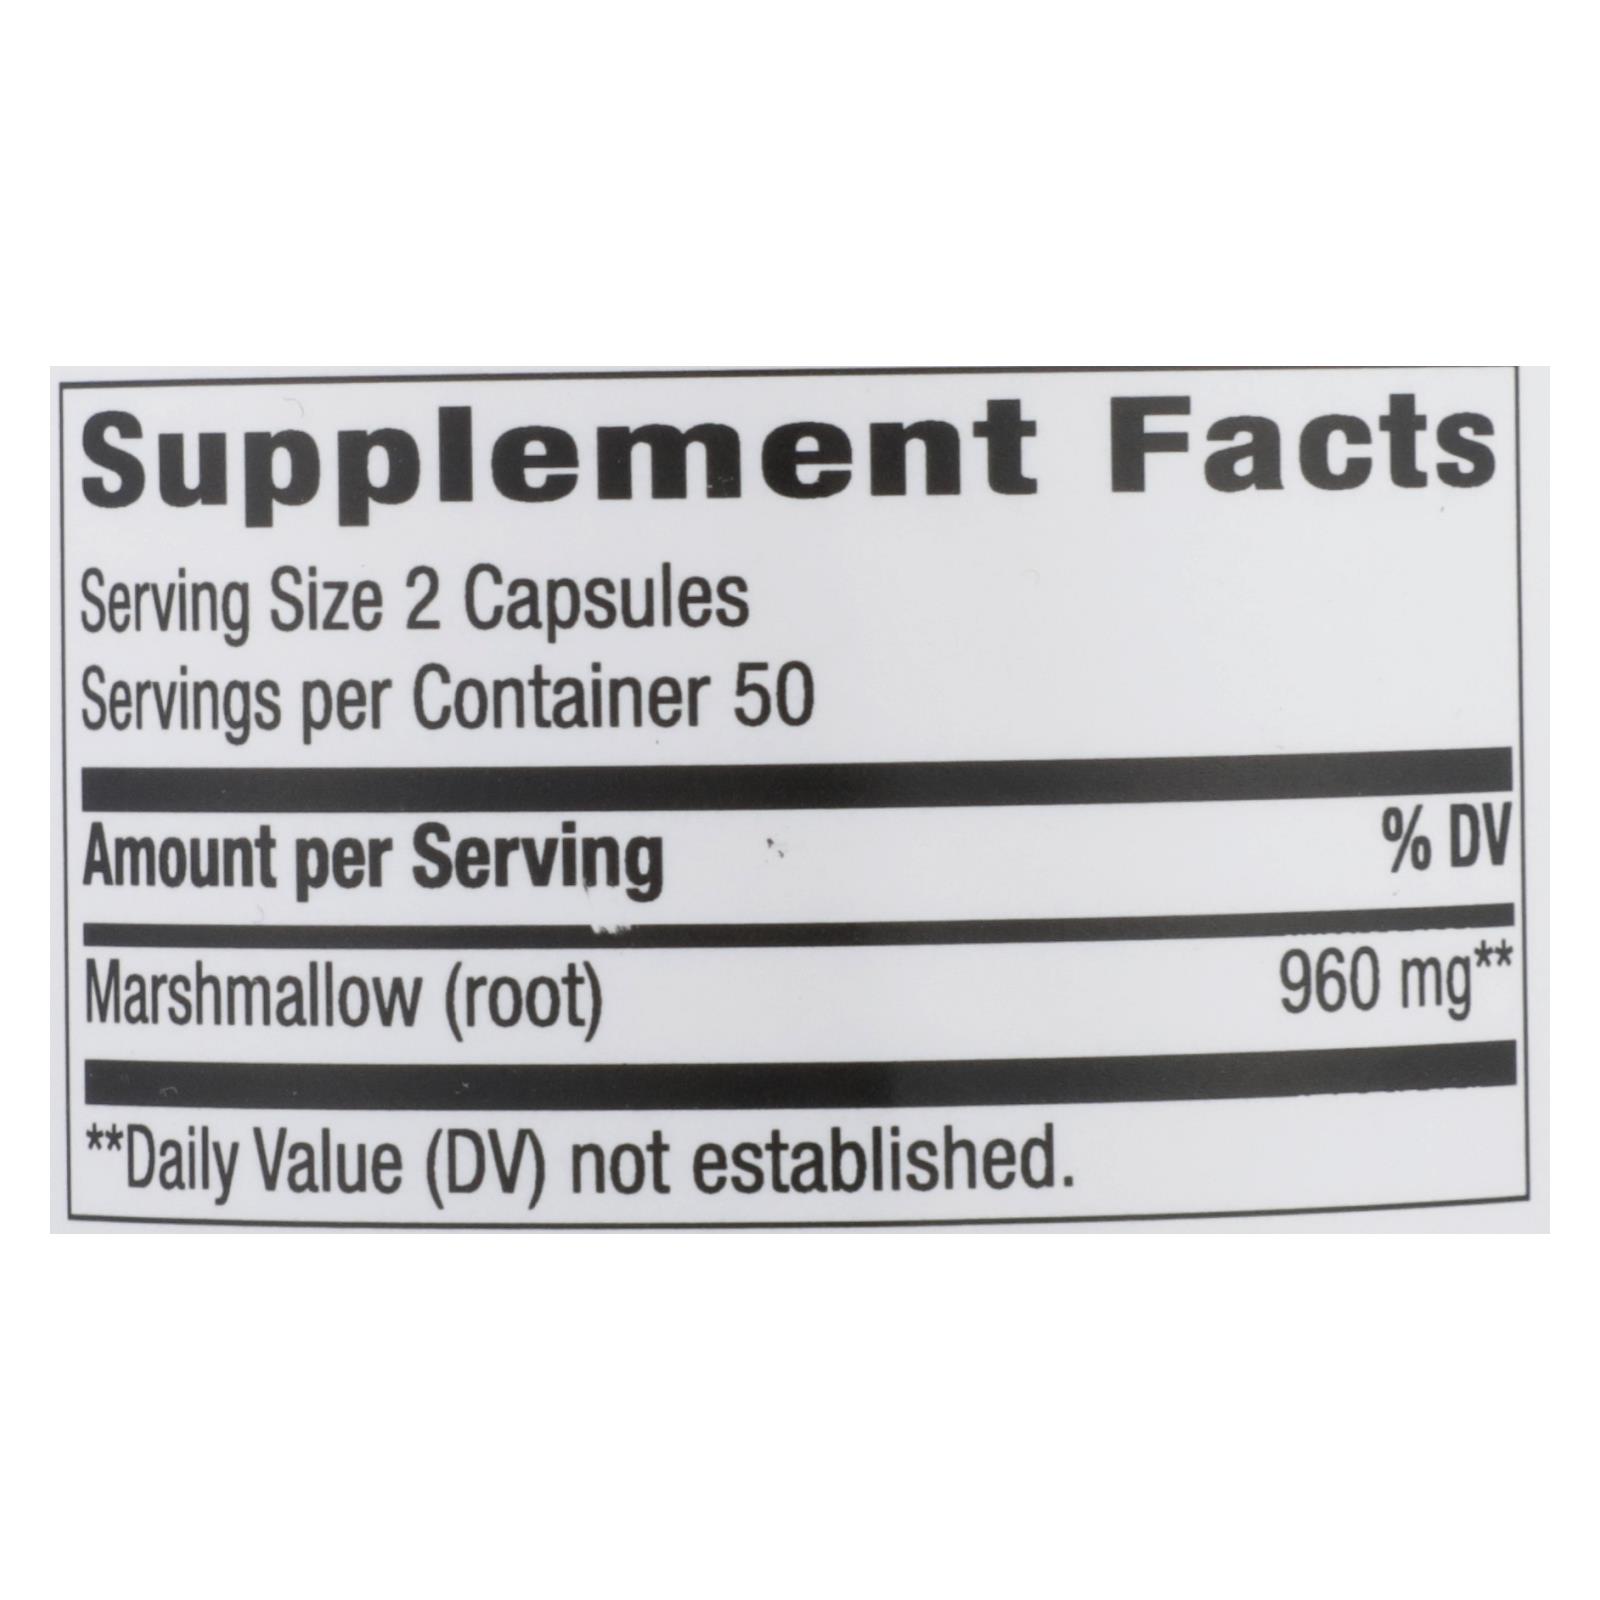 Supplement Facts
Serving Size 2 Capsules
Servings per Container 50
Amount per Serving % DV
Marshmallow (root) 960 mg**
**Daily Value (DV) not established.